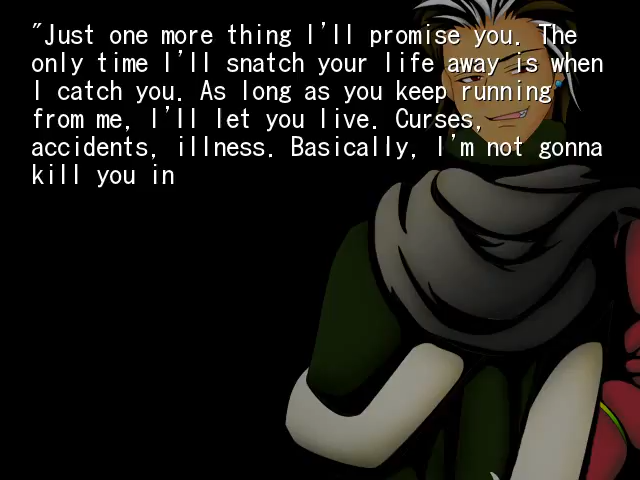 "Just one more thing I'll promise you. The
only time I'll snatch your life away is when
I catch you. As long as you keep running
from me, I'll let you live. Curses,
accidents, illness. Basically, I'm not gonna
kill you in